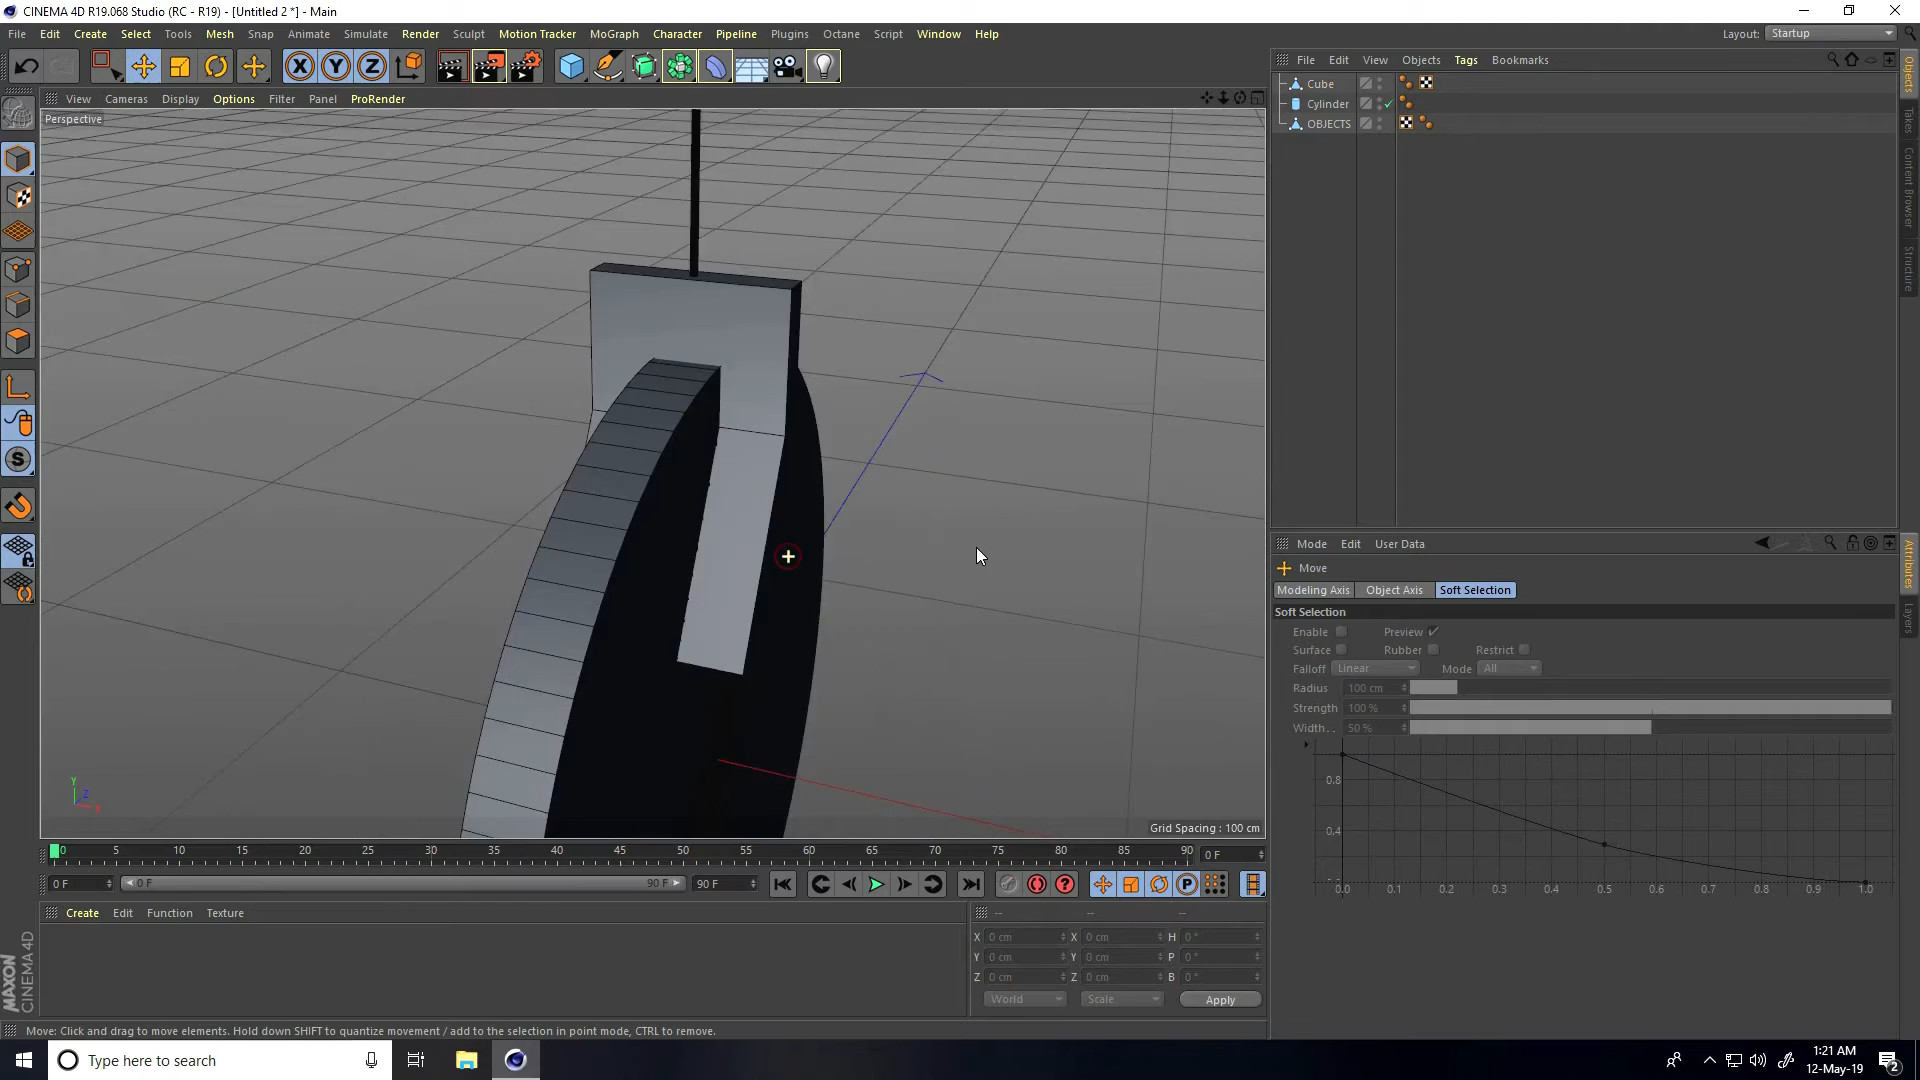 CINEMA 4D R19.068 Studio (RC - R19) - [Untitled 2 *] - Main
File Edit Create Select Tools Mesh Snap Animate Simulate Render Sculpt Motion Tracker MoGraph Character Pipeline Plugins Octane Script Window Help Layout: Startup
File Edit View Objects Tags Bookmarks
View Cameras Display Options Filter Panel ProRender
Perspective
Cube
Cylinder
OBJECTS
Objects
Takes
Content Browser
Structure
Mode Edit User Data
Move
Modeling Axis Object Axis Soft Selection
Soft Selection
Enable Preview
Surface Rubber Restrict
Falloff Linear Mode All
Radius 100 cm
Strength 100 %
Width.. 50 %
0.8
0.4
0.0 0.1 0.2 0.3 0.4 0.5 0.6 0.7 0.8 0.9 1.0
Attributes
Layers
Y
Z
X
Grid Spacing : 100 cm
0 5 10 15 20 25 30 35 40 45 50 55 60 65 70 75 80 85 90 0 F
0 F 0 F 90 F 90 F
Create Edit Function Texture
-- -- --
X 0 cm X 0 cm H 0 °
Y 0 cm Y 0 cm P 0 °
Z 0 cm Z 0 cm B 0 °
World Scale Apply
MAXON
CINEMA 4D
Move: Click and drag to move elements. Hold down SHIFT to quantize movement / add to the selection in point mode, CTRL to remove.
Type here to search
1:21 AM
12-May-19
2